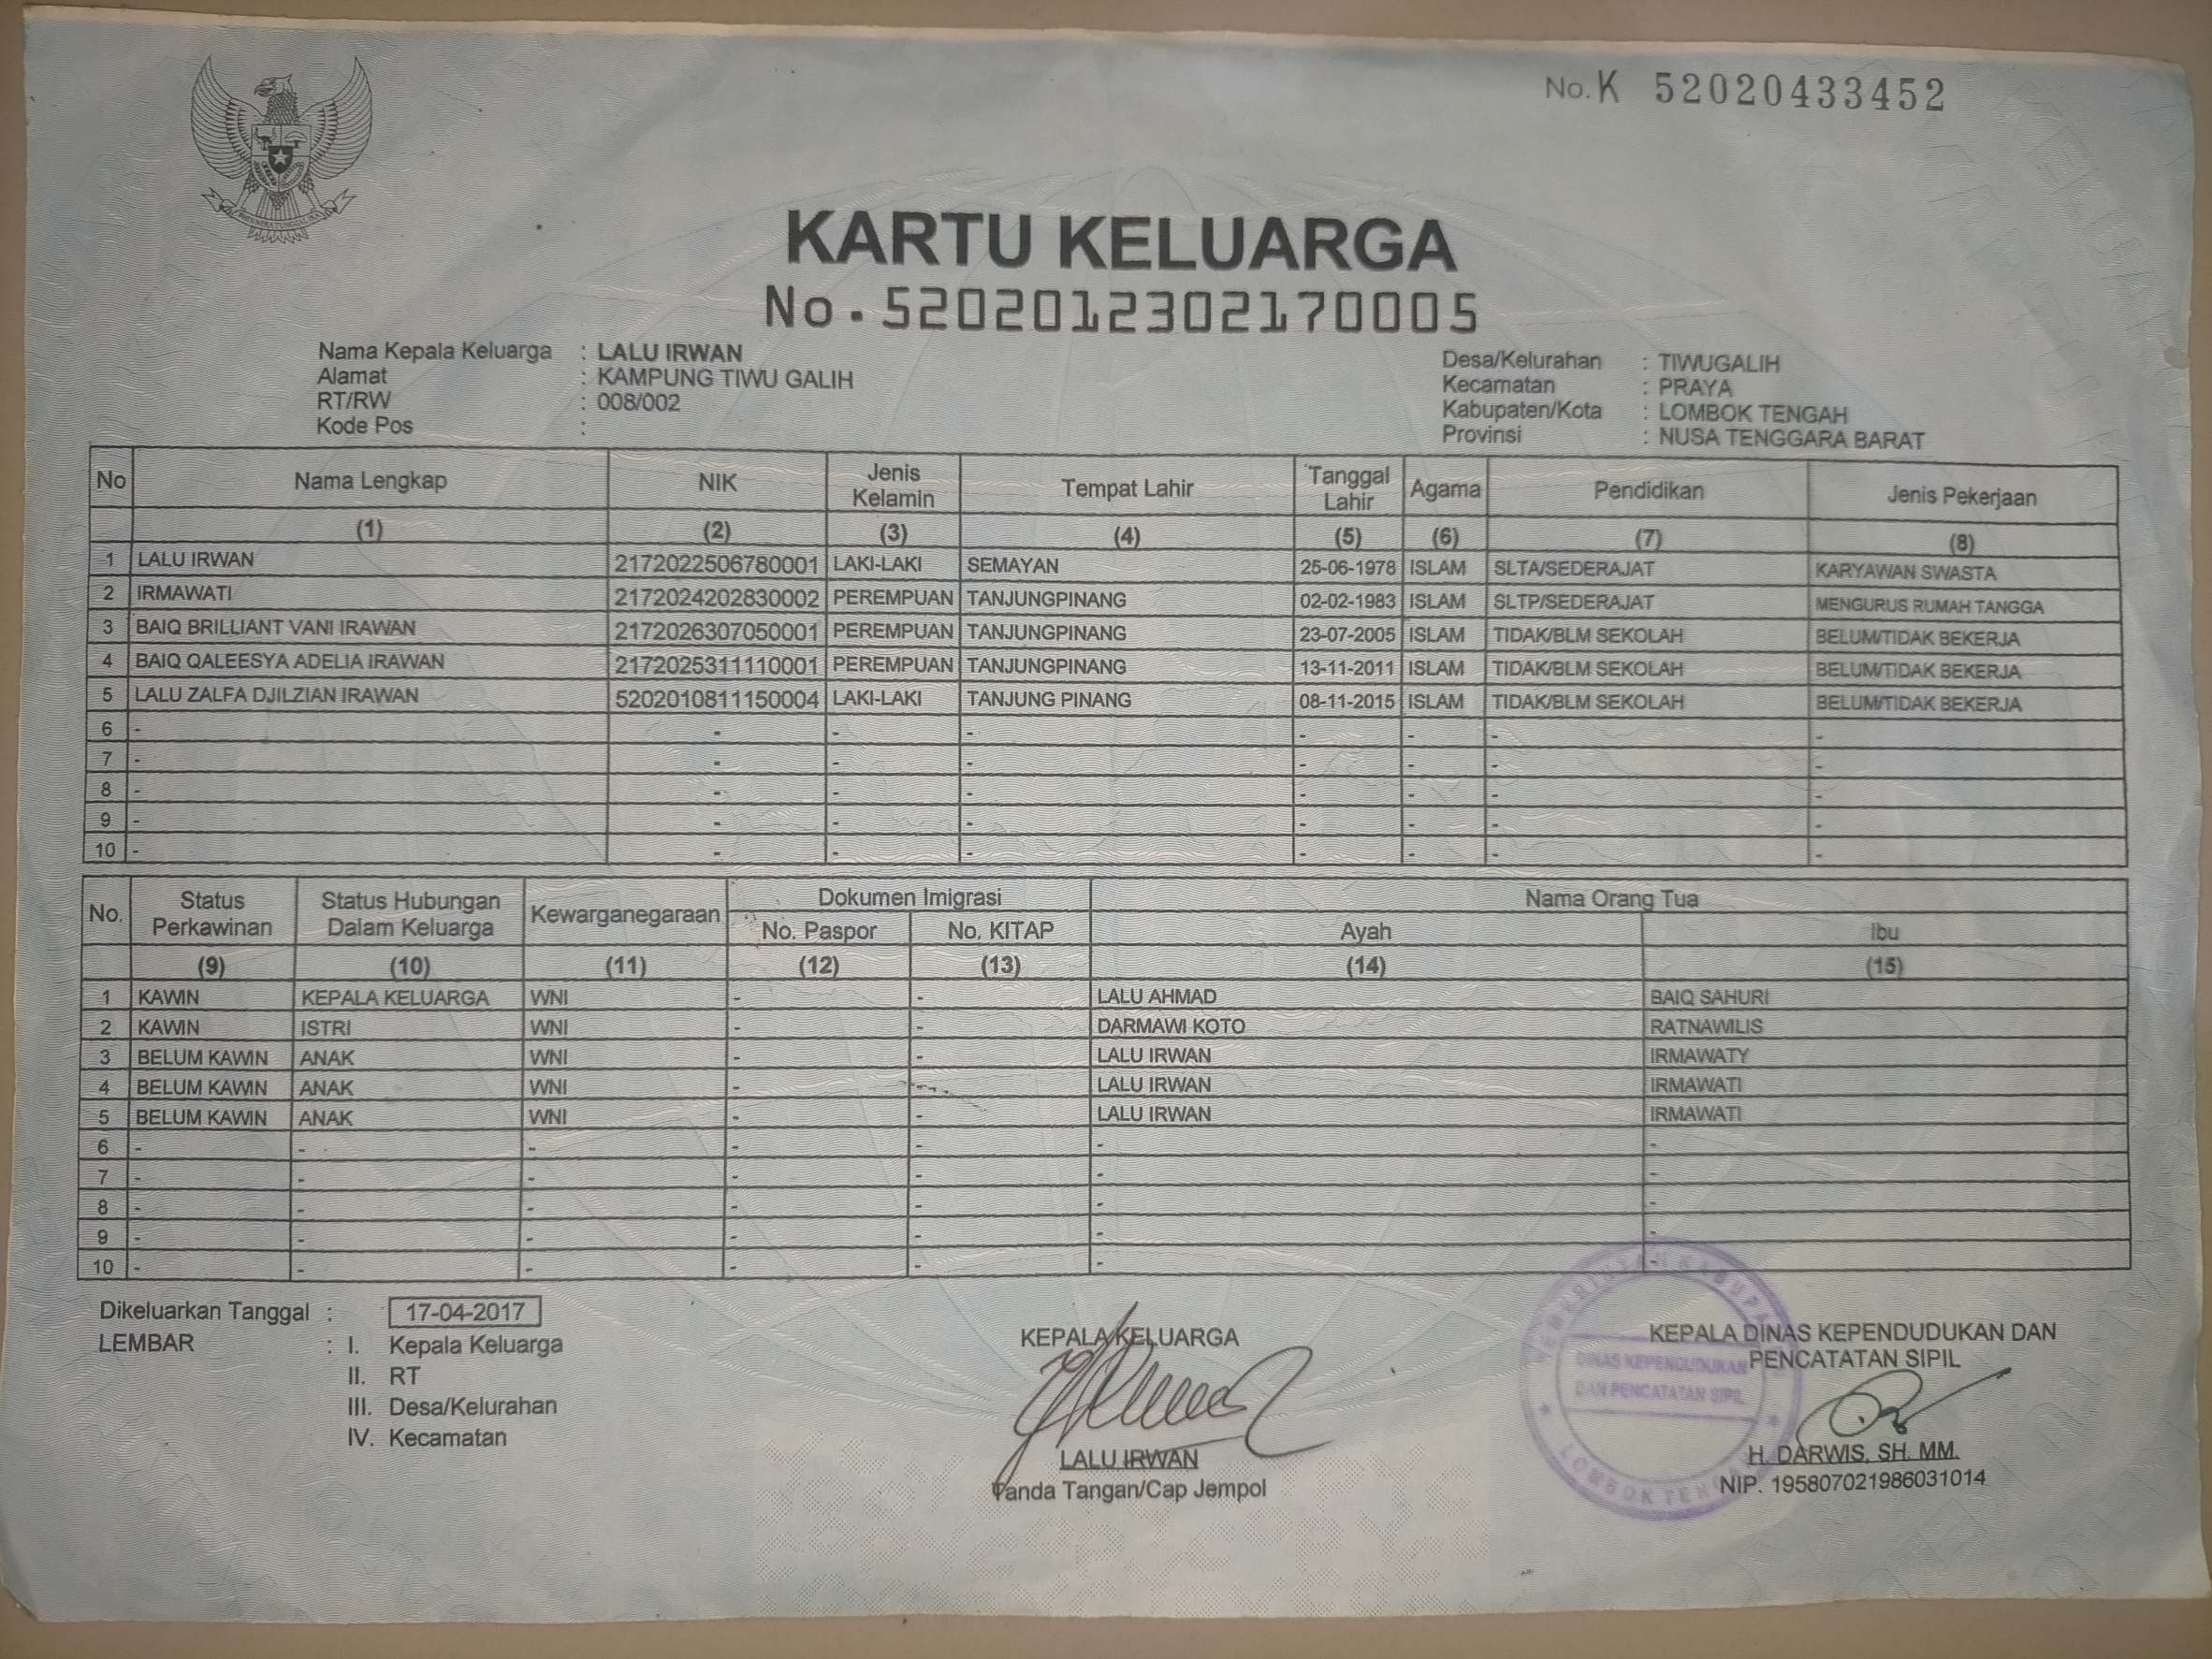 No. K 52020433452
KARTU KELUARGA
No.5202012302170005
Nama Kepala Keluarga : LALU IRWAN
Alamat : KAMPUNG TIWU GALIH
RT/RW : 008/002
Kode Pos :
Desa/Kelurahan : TIWUGALIH
Kecamatan : PRAYA
Kabupaten/Kota : LOMBOK TENGAH
Provinsi : NUSA TENGGARA BARAT
No Nama Lengkap NIK Jenis Kelamin Tempat Lahir Tanggal Lahir Agama Pendidikan Jenis Pekerjaan
(1) (2) (3) (4) (5) (6) (7) (8)
1 LALU IRWAN 2172022506780001 LAKI-LAKI SEMAYAN 25-06-1978 ISLAM SLTA/SEDERAJAT KARYAWAN SWASTA
2 IRMAWATI 2172024202830002 PEREMPUAN TANJUNGPINANG 02-02-1983 ISLAM SLTP/SEDERAJAT MENGURUS RUMAH TANGGA
3 BAIQ BRILLIANT VANI IRAWAN 2172026307050001 PEREMPUAN TANJUNGPINANG 23-07-2005 ISLAM TIDAK/BLM SEKOLAH BELUM/TIDAK BEKERJA
4 BAIQ QALEESYA ADELIA IRAWAN 2172025311110001 PEREMPUAN TANJUNGPINANG 13-11-2011 ISLAM TIDAK/BLM SEKOLAH BELUM/TIDAK BEKERJA
5 LALU ZALFA DJILZIAN IRAWAN 5202010811150004 LAKI-LAKI TANJUNG PINANG 08-11-2015 ISLAM TIDAK/BLM SEKOLAH BELUM/TIDAK BEKERJA
6 - - - - - - - -
7 - - - - - - - -
8 - - - - - - - -
9 - - - - - - - -
10 - - - - - - - -
No. Status Perkawinan Status Hubungan Dalam Keluarga Kewarganegaraan Dokumen Imigrasi Nama Orang Tua
No. Paspor No. KITAP Ayah Ibu
(9) (10) (11) (12) (13) (14) (15)
1 KAWIN KEPALA KELUARGA WNI - - LALU AHMAD BAIQ SAHURI
2 KAWIN ISTRI WNI - - DARMAWI KOTO RATNAWILIS
3 BELUM KAWIN ANAK WNI - - LALU IRWAN IRMAWATY
4 BELUM KAWIN ANAK WNI - - LALU IRWAN IRMAWATI
5 BELUM KAWIN ANAK WNI - - LALU IRWAN IRMAWATI
6 - - - - - - -
7 - - - - - - -
8 - - - - - - -
9 - - - - - - -
10 - - - - - - -
Dikeluarkan Tanggal : 17-04-2017
LEMBAR : I. Kepala Keluarga
II. RT
III. Desa/Kelurahan
IV. Kecamatan
KEPALA KELUARGA
LALU IRWAN
Tanda Tangan/Cap Jempol
KEPALA DINAS KEPENDUDUKAN DAN
PENCATATAN SIPIL
H. DARWIS, SH. MM.
NIP. 195807021986031014
DINAS KEPENDUDUKAN
DAN PENCATATAN SIPIL